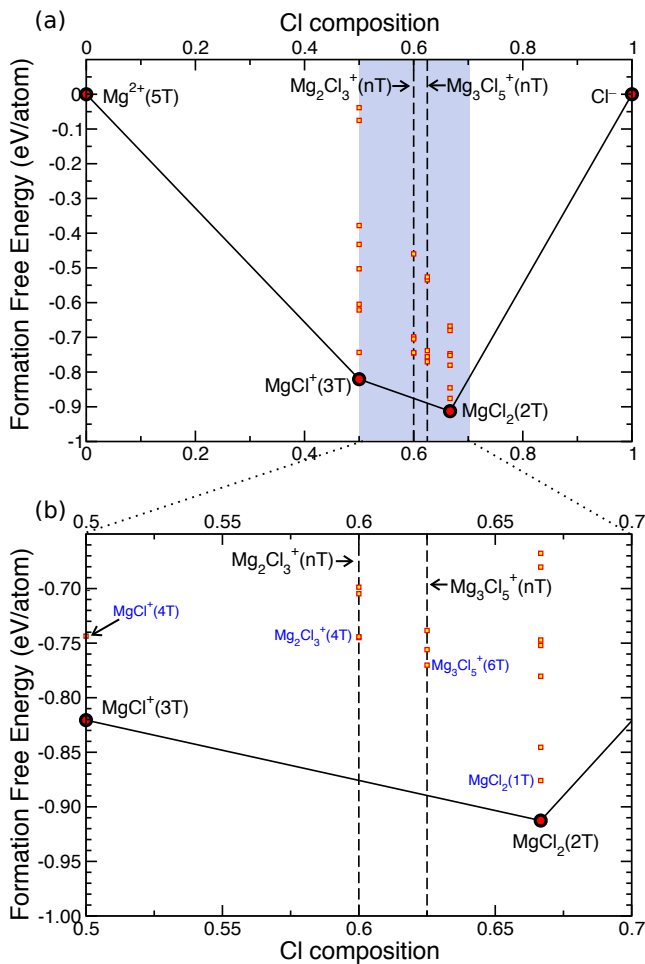 (a)
Cl composition
0 0.2 0.4 0.6 0.8 1
Formation Free Energy (eV/atom)
0
-0.1
-0.2
-0.3
-0.4
-0.5
-0.6
-0.7
-0.8
-0.9
-1
Mg²⁺(5T)
Mg₂Cl₃⁺(nT)
Mg₃Cl₅⁺(nT)
Cl⁻
MgCl⁺(3T)
MgCl₂(2T)
0 0.2 0.4 0.6 0.8 1
(b)
0.5 0.55 0.6 0.65 0.7
Formation Free Energy (eV/atom)
-0.70
-0.75
-0.80
-0.85
-0.90
-0.95
-1.00
Mg₂Cl₃⁺(nT)
Mg₃Cl₅⁺(nT)
MgCl⁺(4T)
Mg₂Cl₃⁺(4T)
Mg₃Cl₅⁺(6T)
MgCl⁺(3T)
MgCl₂(1T)
MgCl₂(2T)
0.5 0.55 0.6 0.65 0.7
Cl composition